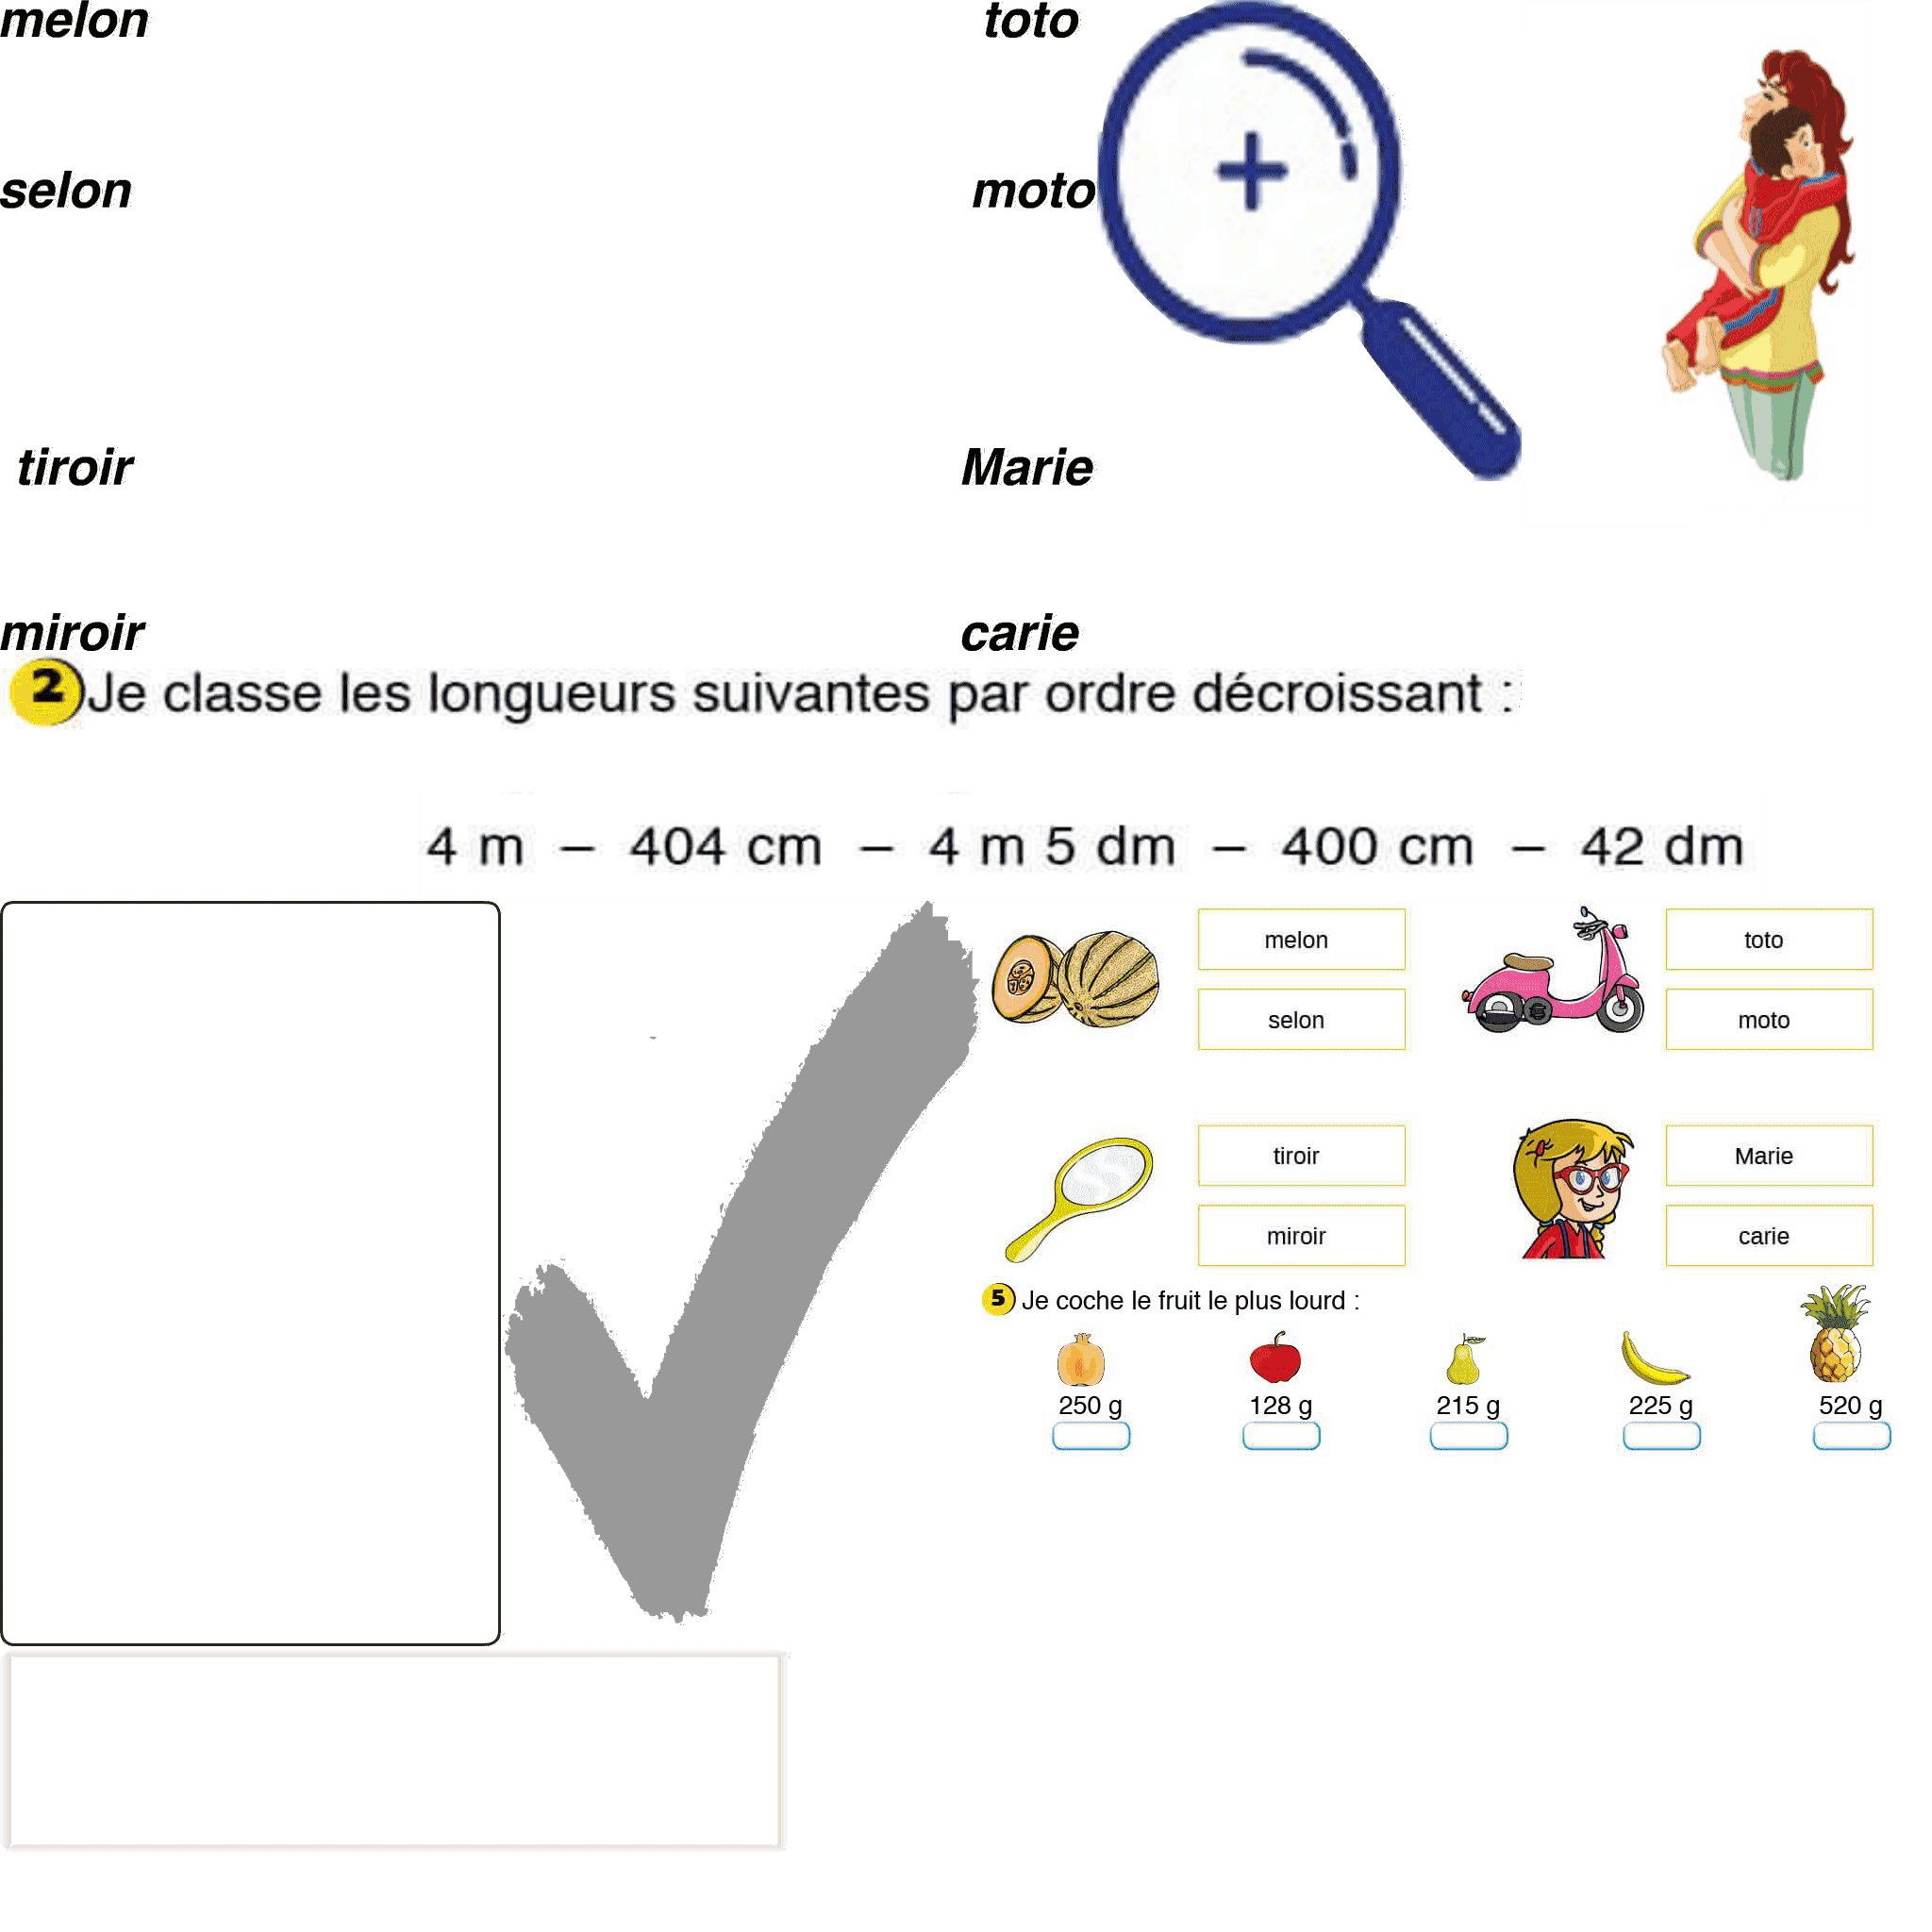 melon toto
selon moto
tiroir Marie
miroir carie
2 Je classe les longueurs suivantes par ordre décroissant :
4 m – 404 cm – 4 m 5 dm – 400 cm – 42 dm
melon toto
selon moto
tiroir Marie
miroir carie
5 Je coche le fruit le plus lourd :
250 g 128 g 215 g 225 g 520 g